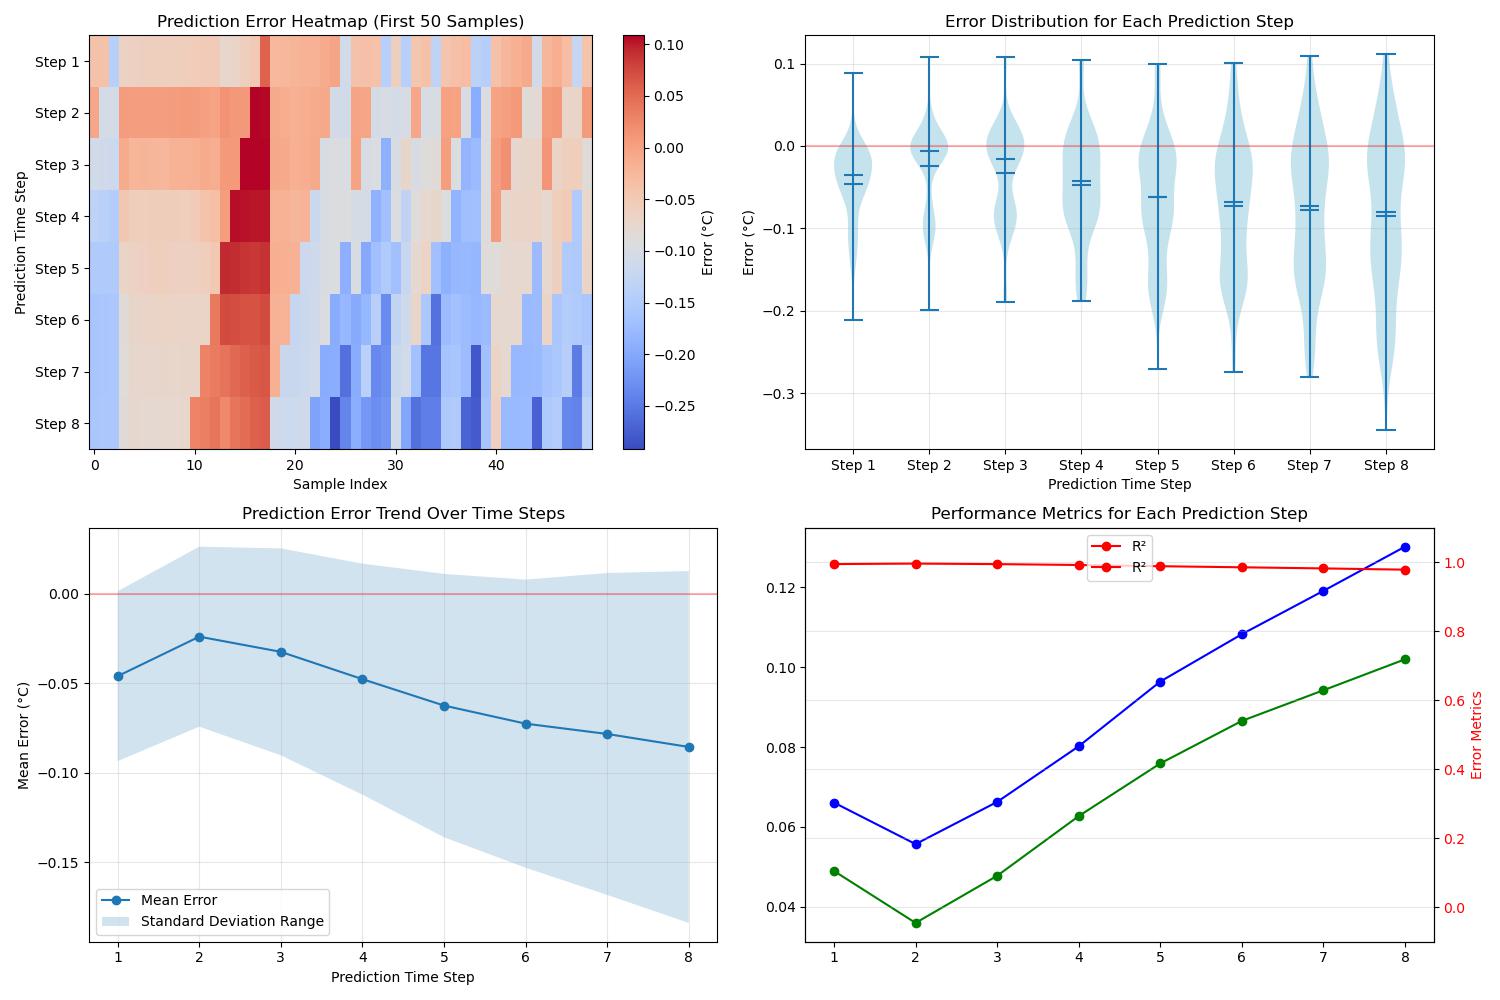 Prediction Error Heatmap (First 50 Samples)
Step 1
Step 2
Step 3
Step 4
Step 5
Step 6
Step 7
Step 8
Prediction Time Step
0 10 20 30 40
Sample Index
0.10
0.05
0.00
−0.05
−0.10
−0.15
−0.20
−0.25
Error (°C)
Error Distribution for Each Prediction Step
0.1
0.0
−0.1
−0.2
−0.3
Error (°C)
Step 1 Step 2 Step 3 Step 4 Step 5 Step 6 Step 7 Step 8
Prediction Time Step
Prediction Error Trend Over Time Steps
0.00
−0.05
−0.10
−0.15
Mean Error (°C)
Mean Error
Standard Deviation Range
1 2 3 4 5 6 7 8
Prediction Time Step
Performance Metrics for Each Prediction Step
R²
R²
0.12
0.10
0.08
0.06
0.04
1.0
0.8
0.6
0.4
0.2
0.0
Error Metrics
1 2 3 4 5 6 7 8